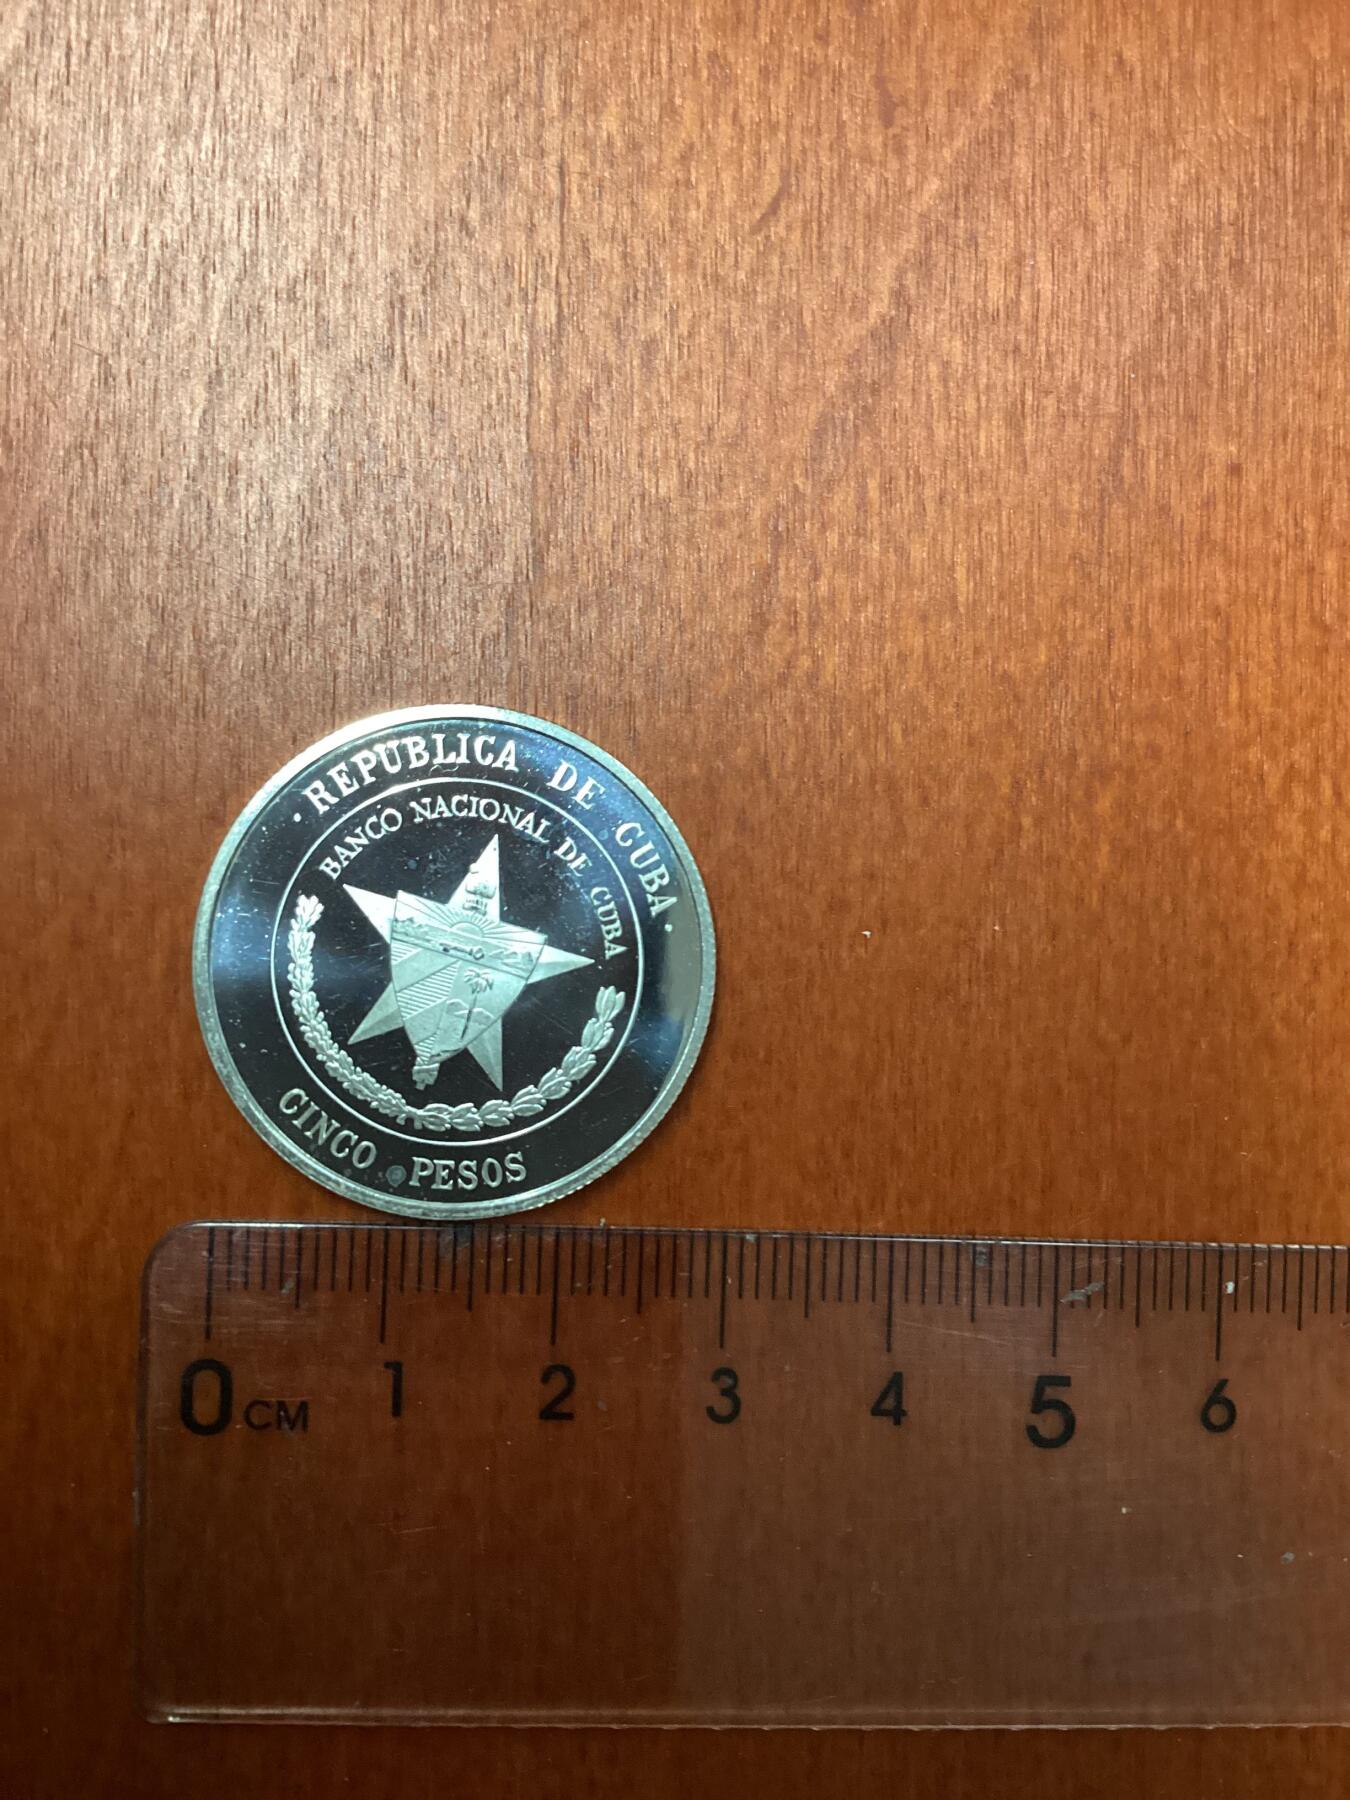 REPUBLICA DE CUBA
BANCO NACIONAL DE CUBA
CINCO PESOS
0 CM 1 2 3 4 5 6